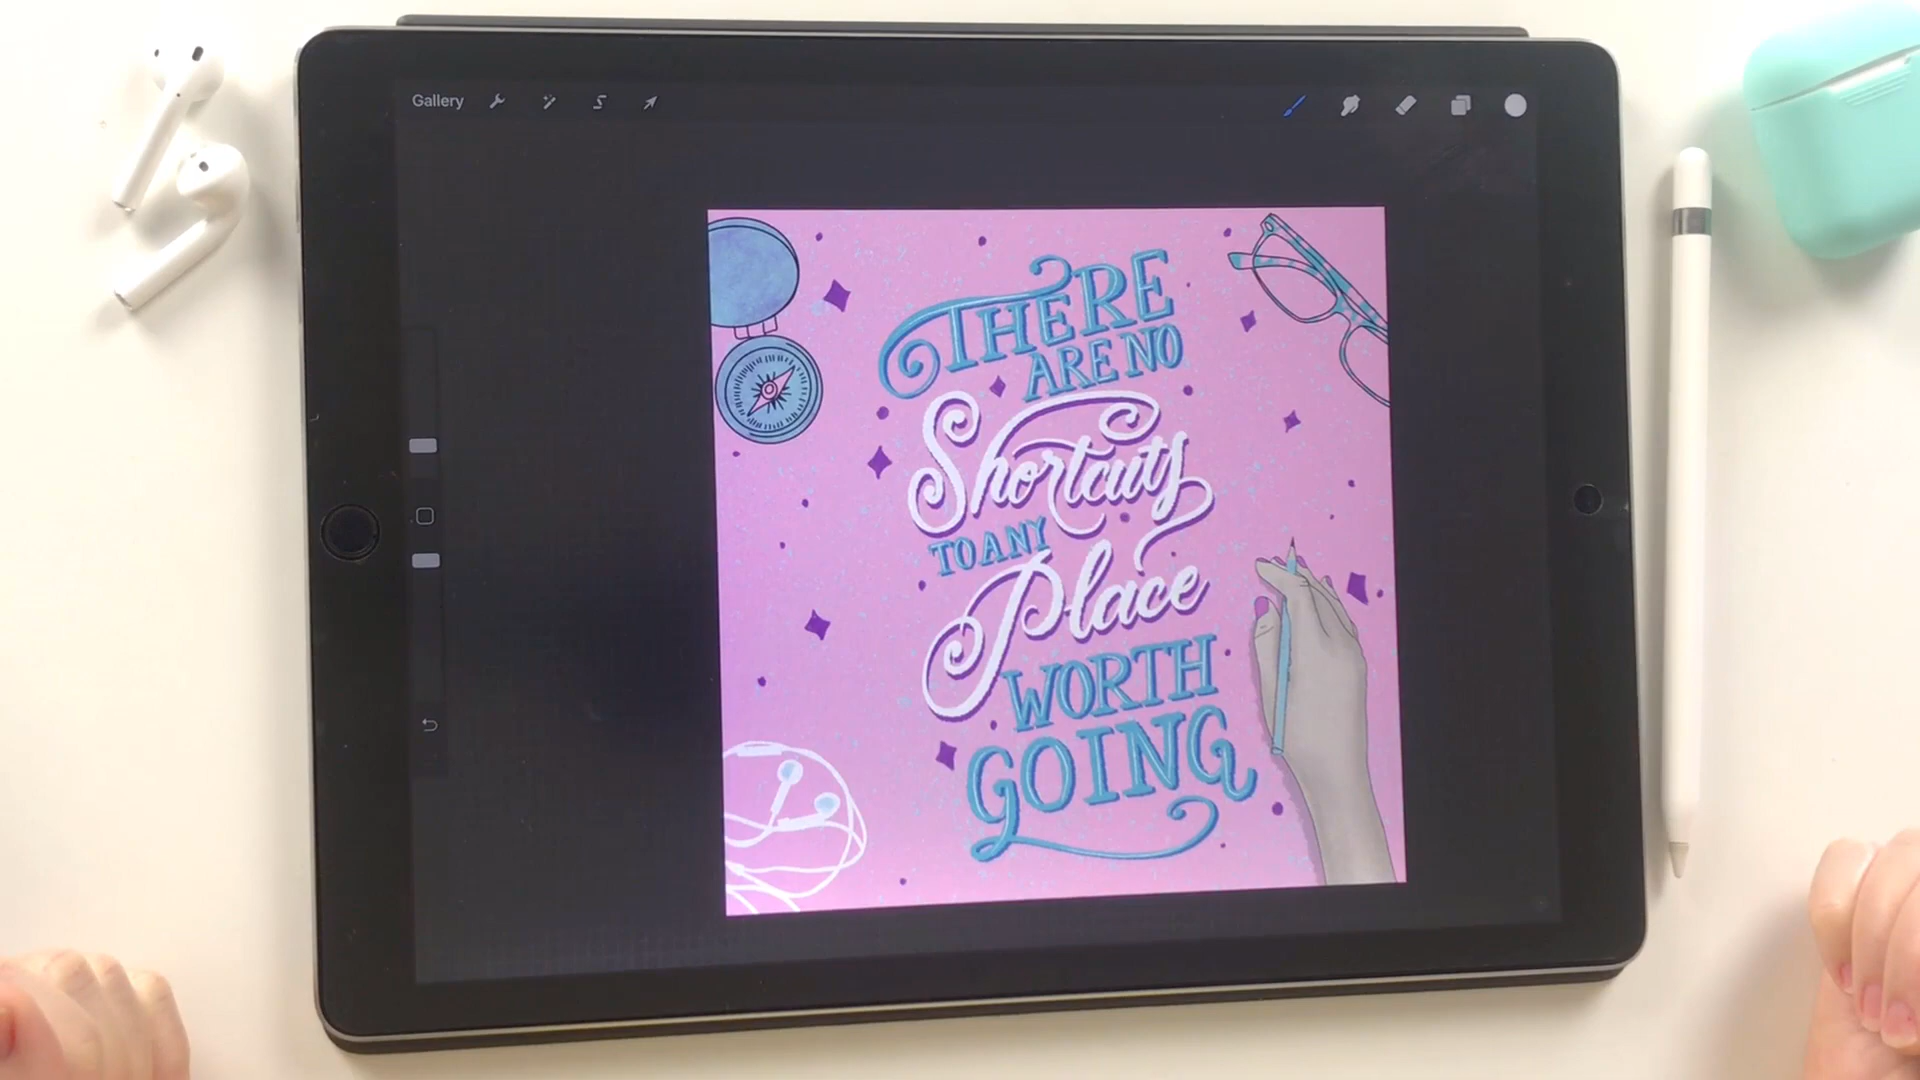 Gallery
THERE
ARE NO
Shortcuts
TO ANY
Place
WORTH
GOING